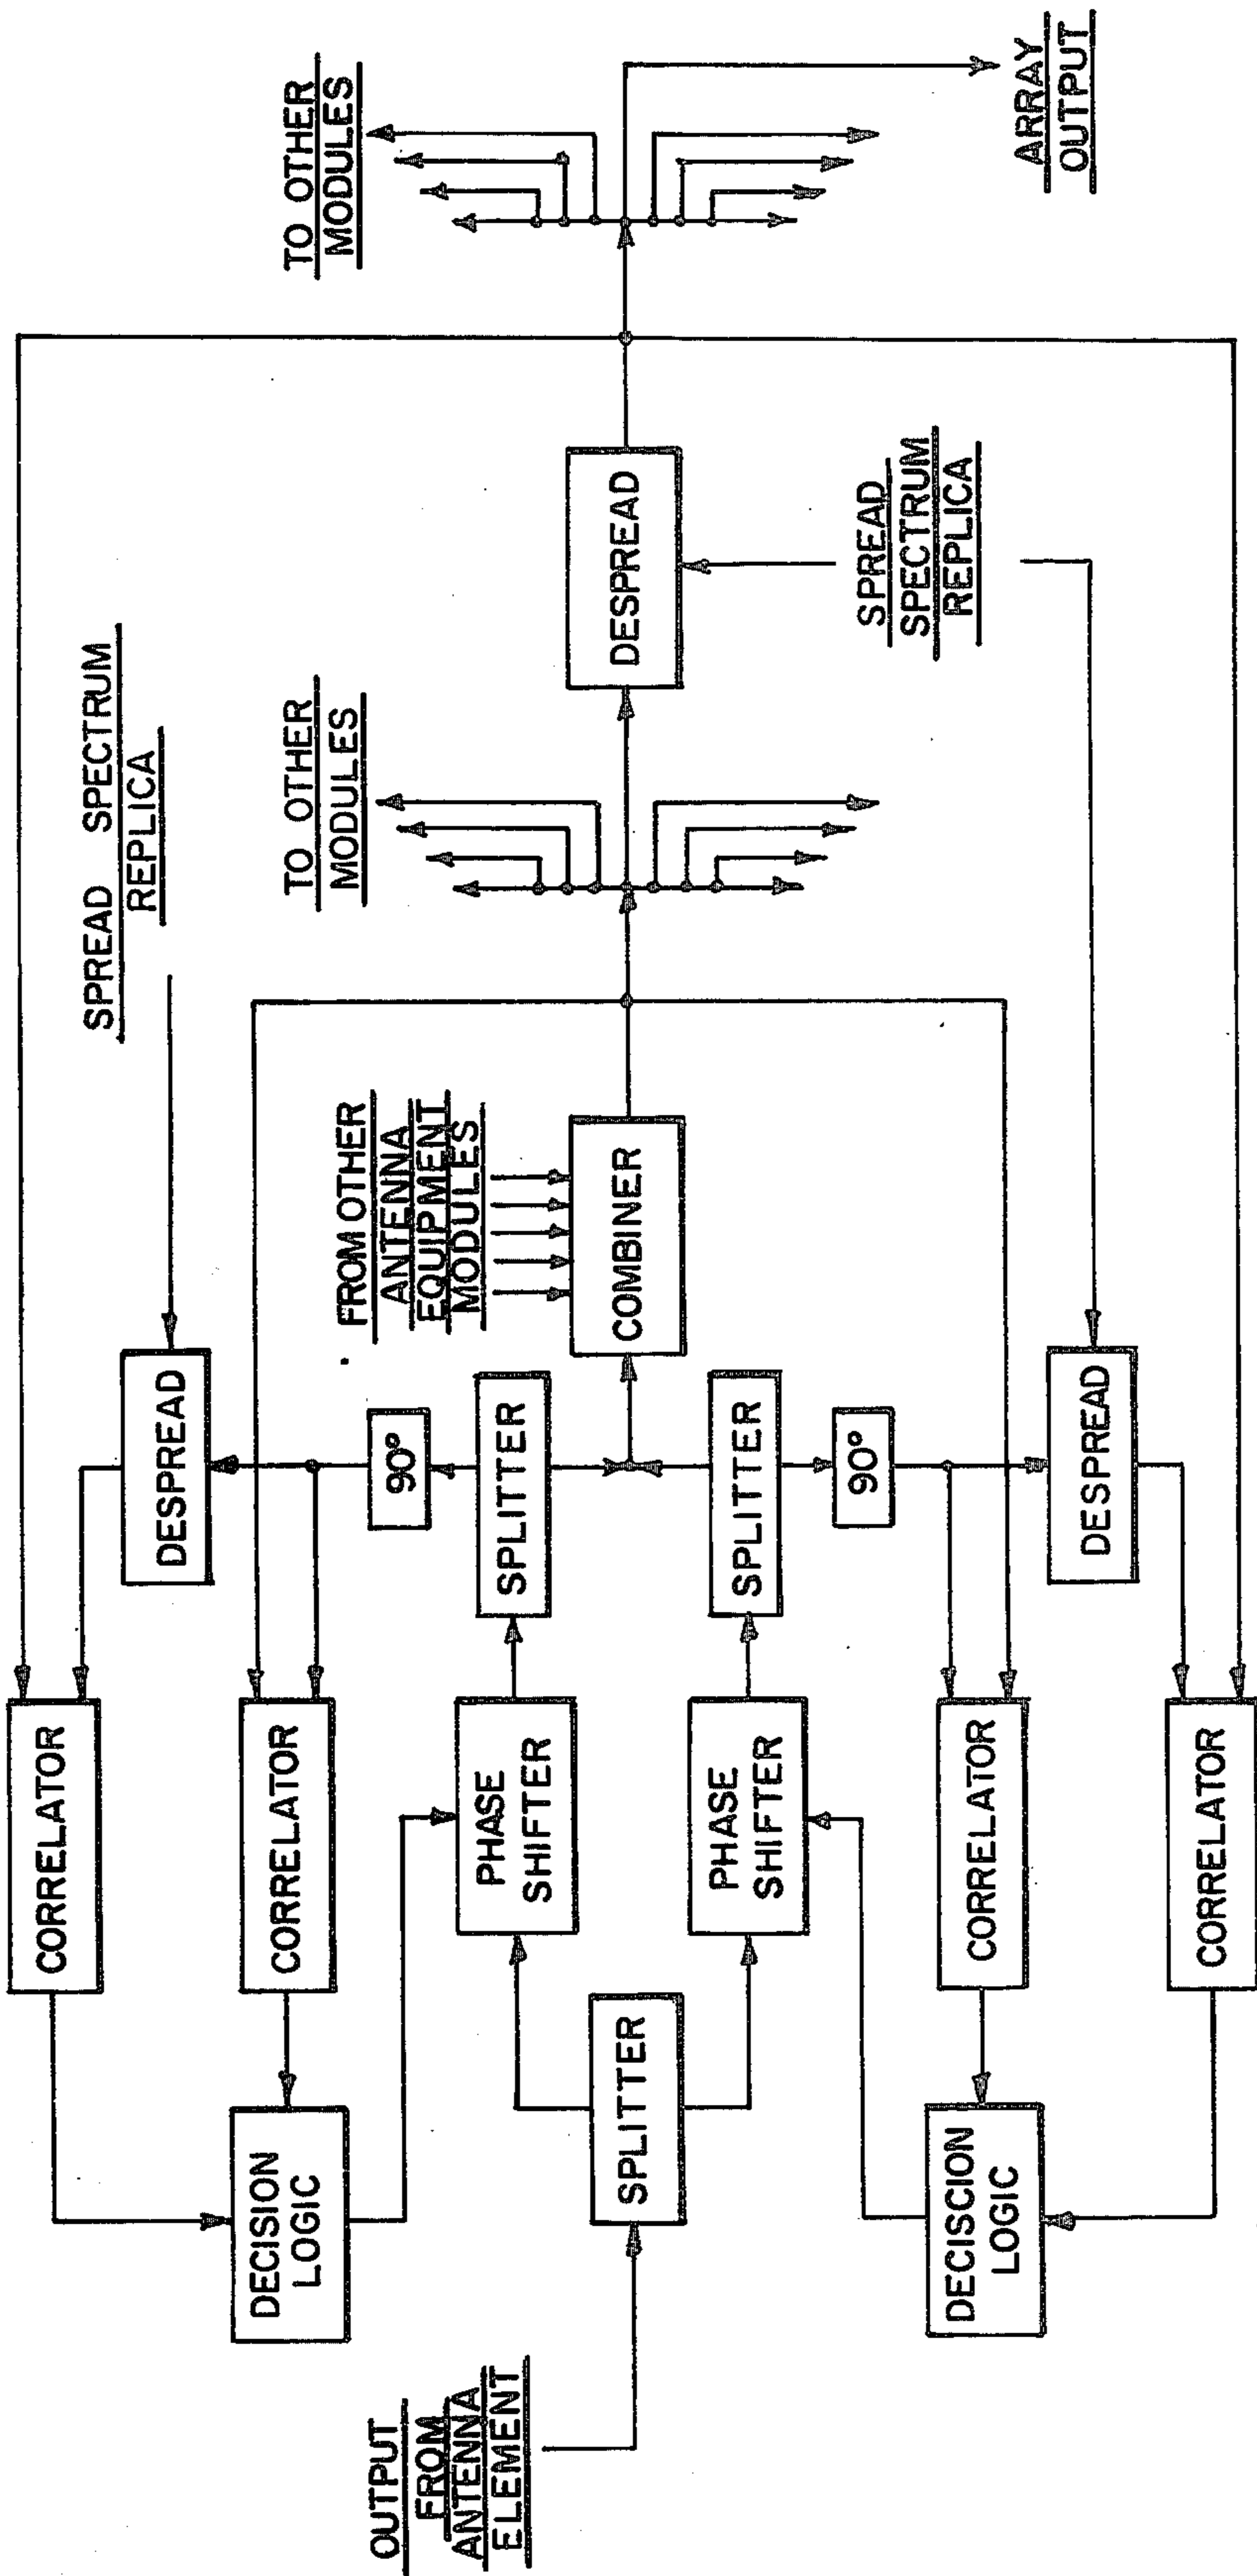 SPREAD SPECTRUM
REPLICA
TO OTHER
MODULES
TO OTHER
MODULES
CORRELATOR
DESPREAD
CORRELATOR
90°
FROM OTHER
ANTENNA
EQUIPMENT
MODULES
DECISION
LOGIC
PHASE
SHIFTER
SPLITTER
OUTPUT
FROM
ANTENNA
ELEMENT
SPLITTER
COMBINER
DESPREAD
PHASE
SHIFTER
SPLITTER
90°
SPREAD
SPECTRUM
REPLICA
ARRAY
OUTPUT
DECISCION
LOGIC
CORRELATOR
DESPREAD
CORRELATOR